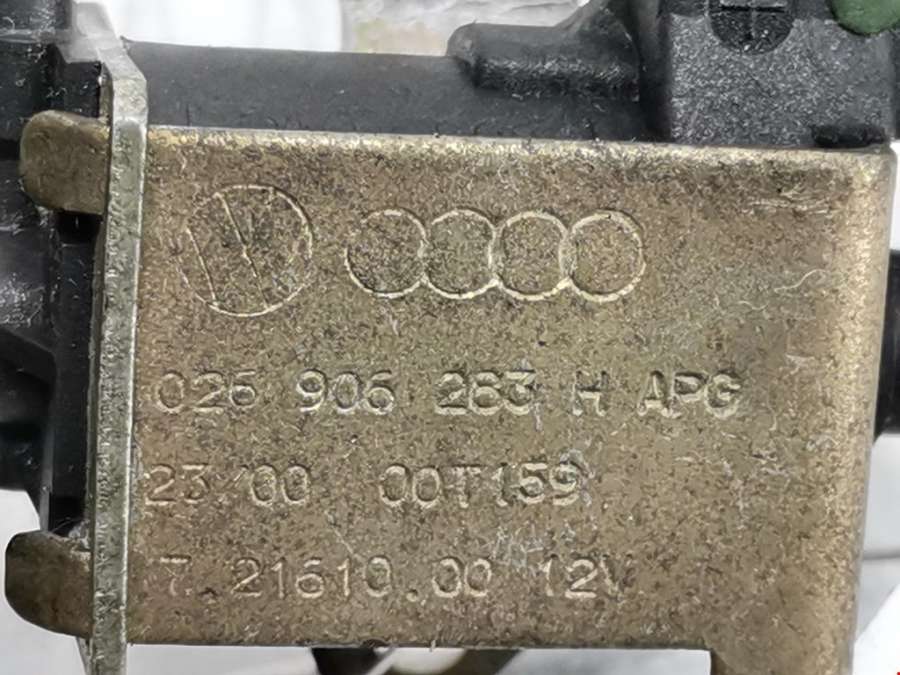 026 906 283 H APG
23/00 00T159
7.21610.00 12V